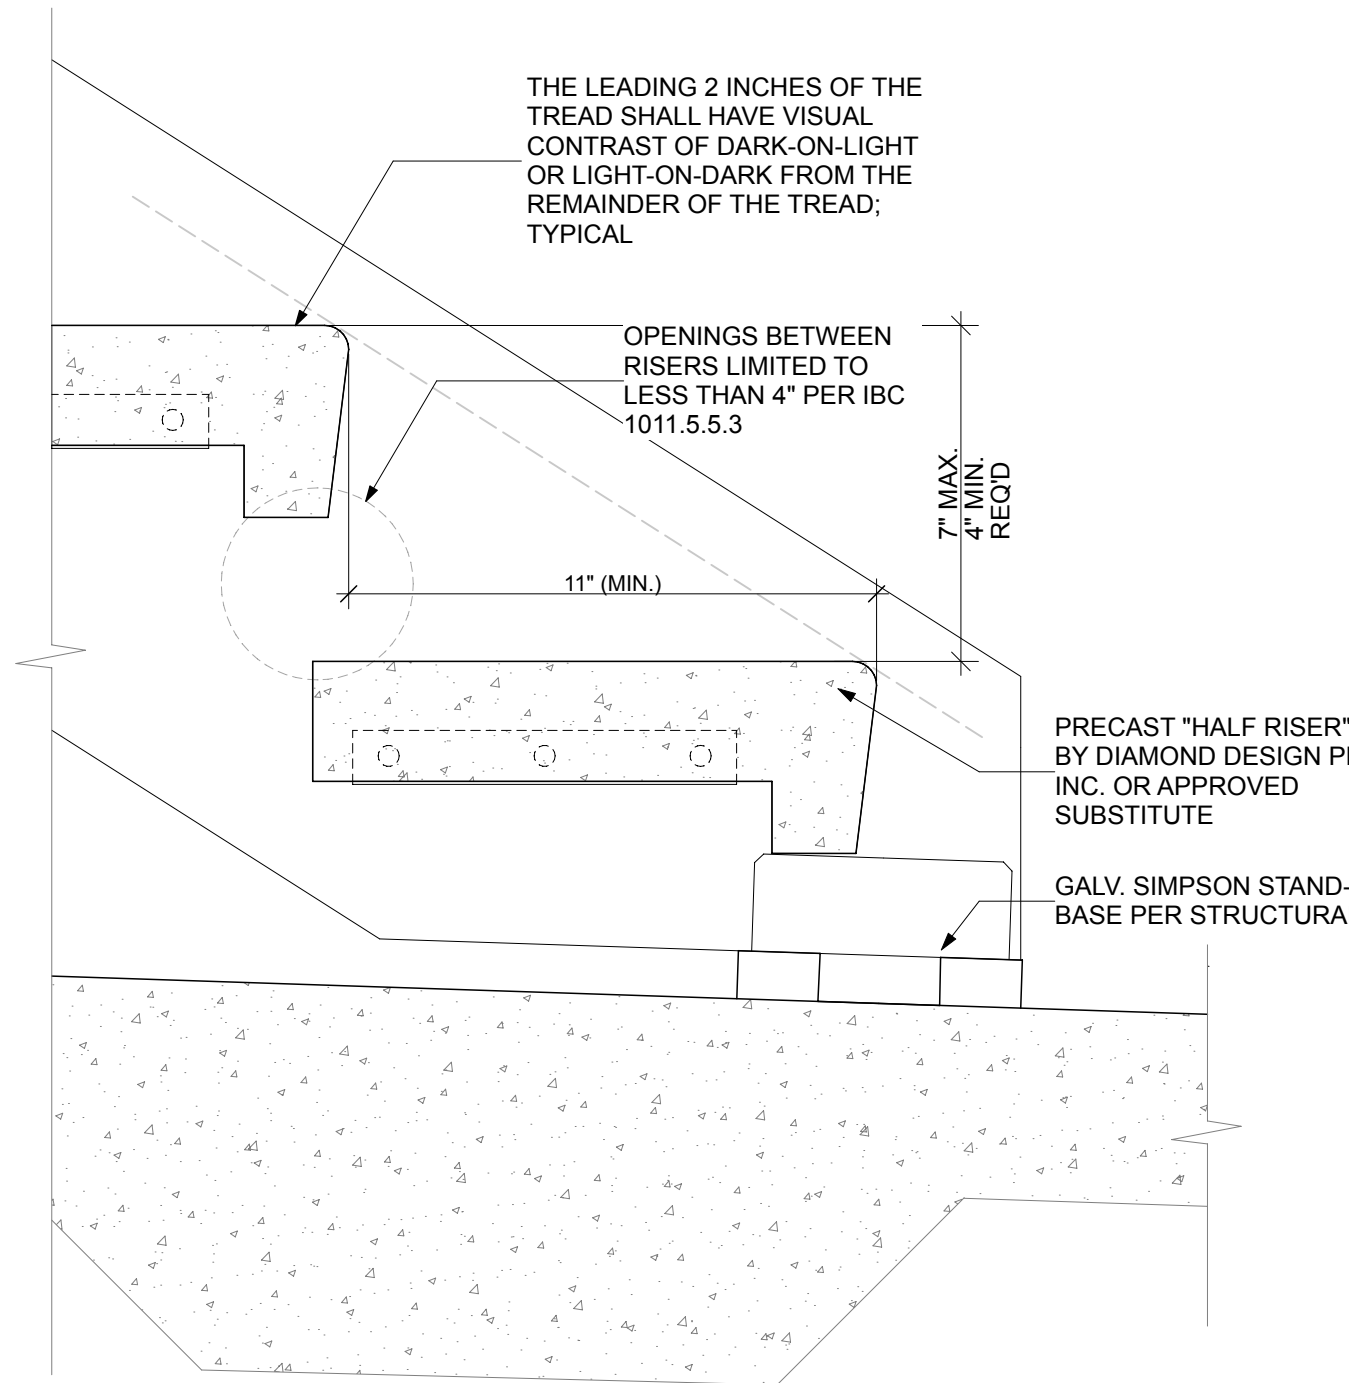 THE LEADING 2 INCHES OF THE
TREAD SHALL HAVE VISUAL
CONTRAST OF DARK-ON-LIGHT
OR LIGHT-ON-DARK FROM THE
REMAINDER OF THE TREAD;
TYPICAL
OPENINGS BETWEEN
RISERS LIMITED TO
LESS THAN 4" PER IBC
1011.5.5.3
7" MAX.
4" MIN.
REQ'D
11" (MIN.)
PRECAST "HALF RISER"
BY DIAMOND DESIGN
INC. OR APPROVED
SUBSTITUTE
GALV. SIMPSON STAND-
BASE PER